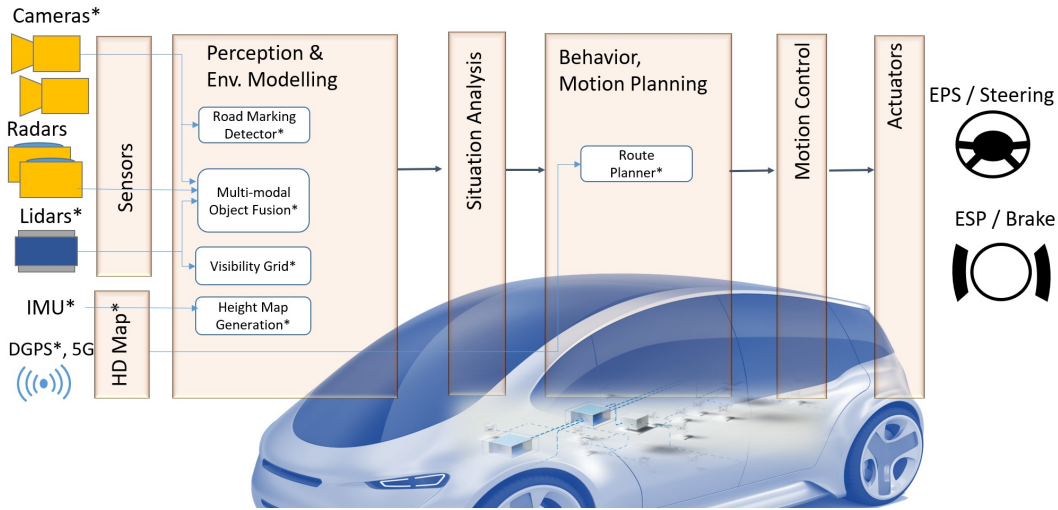 Cameras*
Radars
Lidars*
IMU*
DGPS*, 5G
Sensors
HD Map*
Perception &
Env. Modelling
Road Marking
Detector*
Multi-modal
Object Fusion*
Visibility Grid*
Height Map
Generation*
Situation Analysis
Behavior,
Motion Planning
Route
Planner*
Motion Control
Actuators
EPS / Steering
ESP / Brake